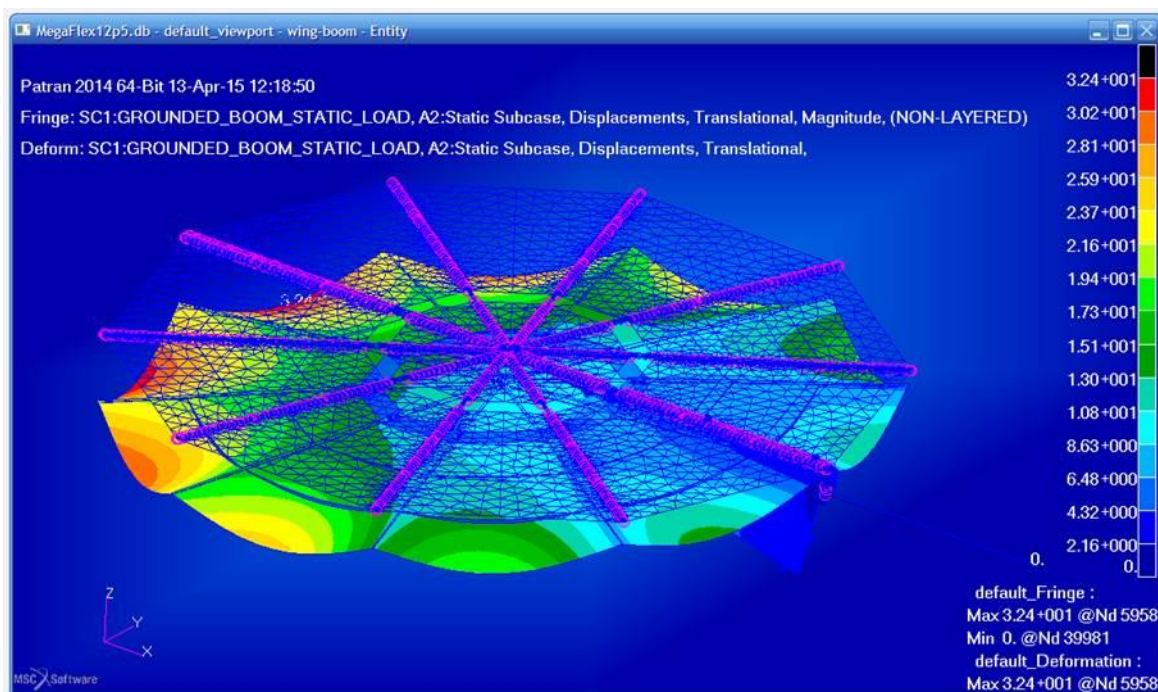 MegaFlex12p5.db - default_viewport - wing-boom - Entity
Patran 2014 64-Bit 13-Apr-15 12:18:50
Fringe: SC1:GROUNDED_BOOM_STATIC_LOAD, A2:Static Subcase, Displacements, Translational, Magnitude, (NON-LAYERED)
Deform: SC1:GROUNDED_BOOM_STATIC_LOAD, A2:Static Subcase, Displacements, Translational,
3.24+001
3.02+001
2.81+001
2.59+001
2.37+001
2.16+001
1.94+001
1.73+001
1.51+001
1.30+001
1.08+001
8.63+000
6.48+000
4.32+000
2.16+000
0.
3.24
0.
default_Fringe :
Max 3.24+001 @Nd 5958
Min 0. @Nd 39981
default_Deformation :
Max 3.24+001 @Nd 5958
Z
Y
X
MSC Software